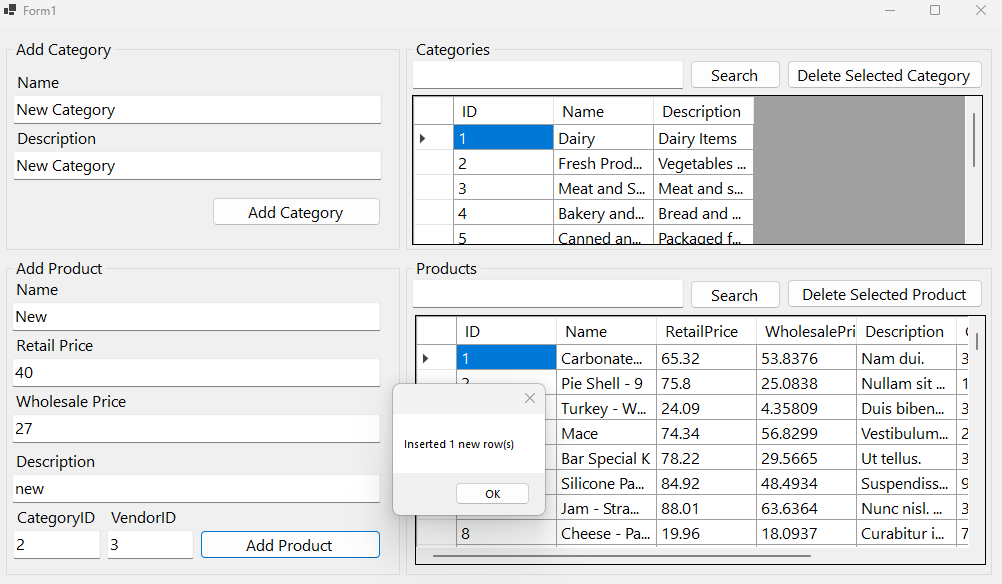 Form1
Add Category
Name
New Category
Description
New Category
Add Category
Categories
Search
Delete Selected Category
ID Name Description
1 Dairy Dairy Items
2 Fresh Prod... Vegetables ...
3 Meat and S... Meat and s...
4 Bakery and... Bread and ...
5 Canned an... Packaged f...
Add Product
Name
New
Retail Price
40
Wholesale Price
27
Description
new
CategoryID VendorID
2 3 Add Product
Products
Search
Delete Selected Product
ID Name RetailPrice WholesalePri Description
1 Carbonate... 65.32 53.8376 Nam dui. 3
2 Pie Shell - 9 75.8 25.0838 Nullam sit ... 1
Turkey - W... 24.09 4.35809 Duis biben... 3
Mace 74.34 56.8299 Vestibulum... 2
Bar Special K 78.22 29.5665 Ut tellus. 3
Silicone Pa... 84.92 48.4934 Suspendiss... 9
Jam - Stra... 88.01 63.6364 Nunc nisl. ... 3
8 Cheese - Pa... 19.96 18.0937 Curabitur i... 7
Inserted 1 new row(s)
OK